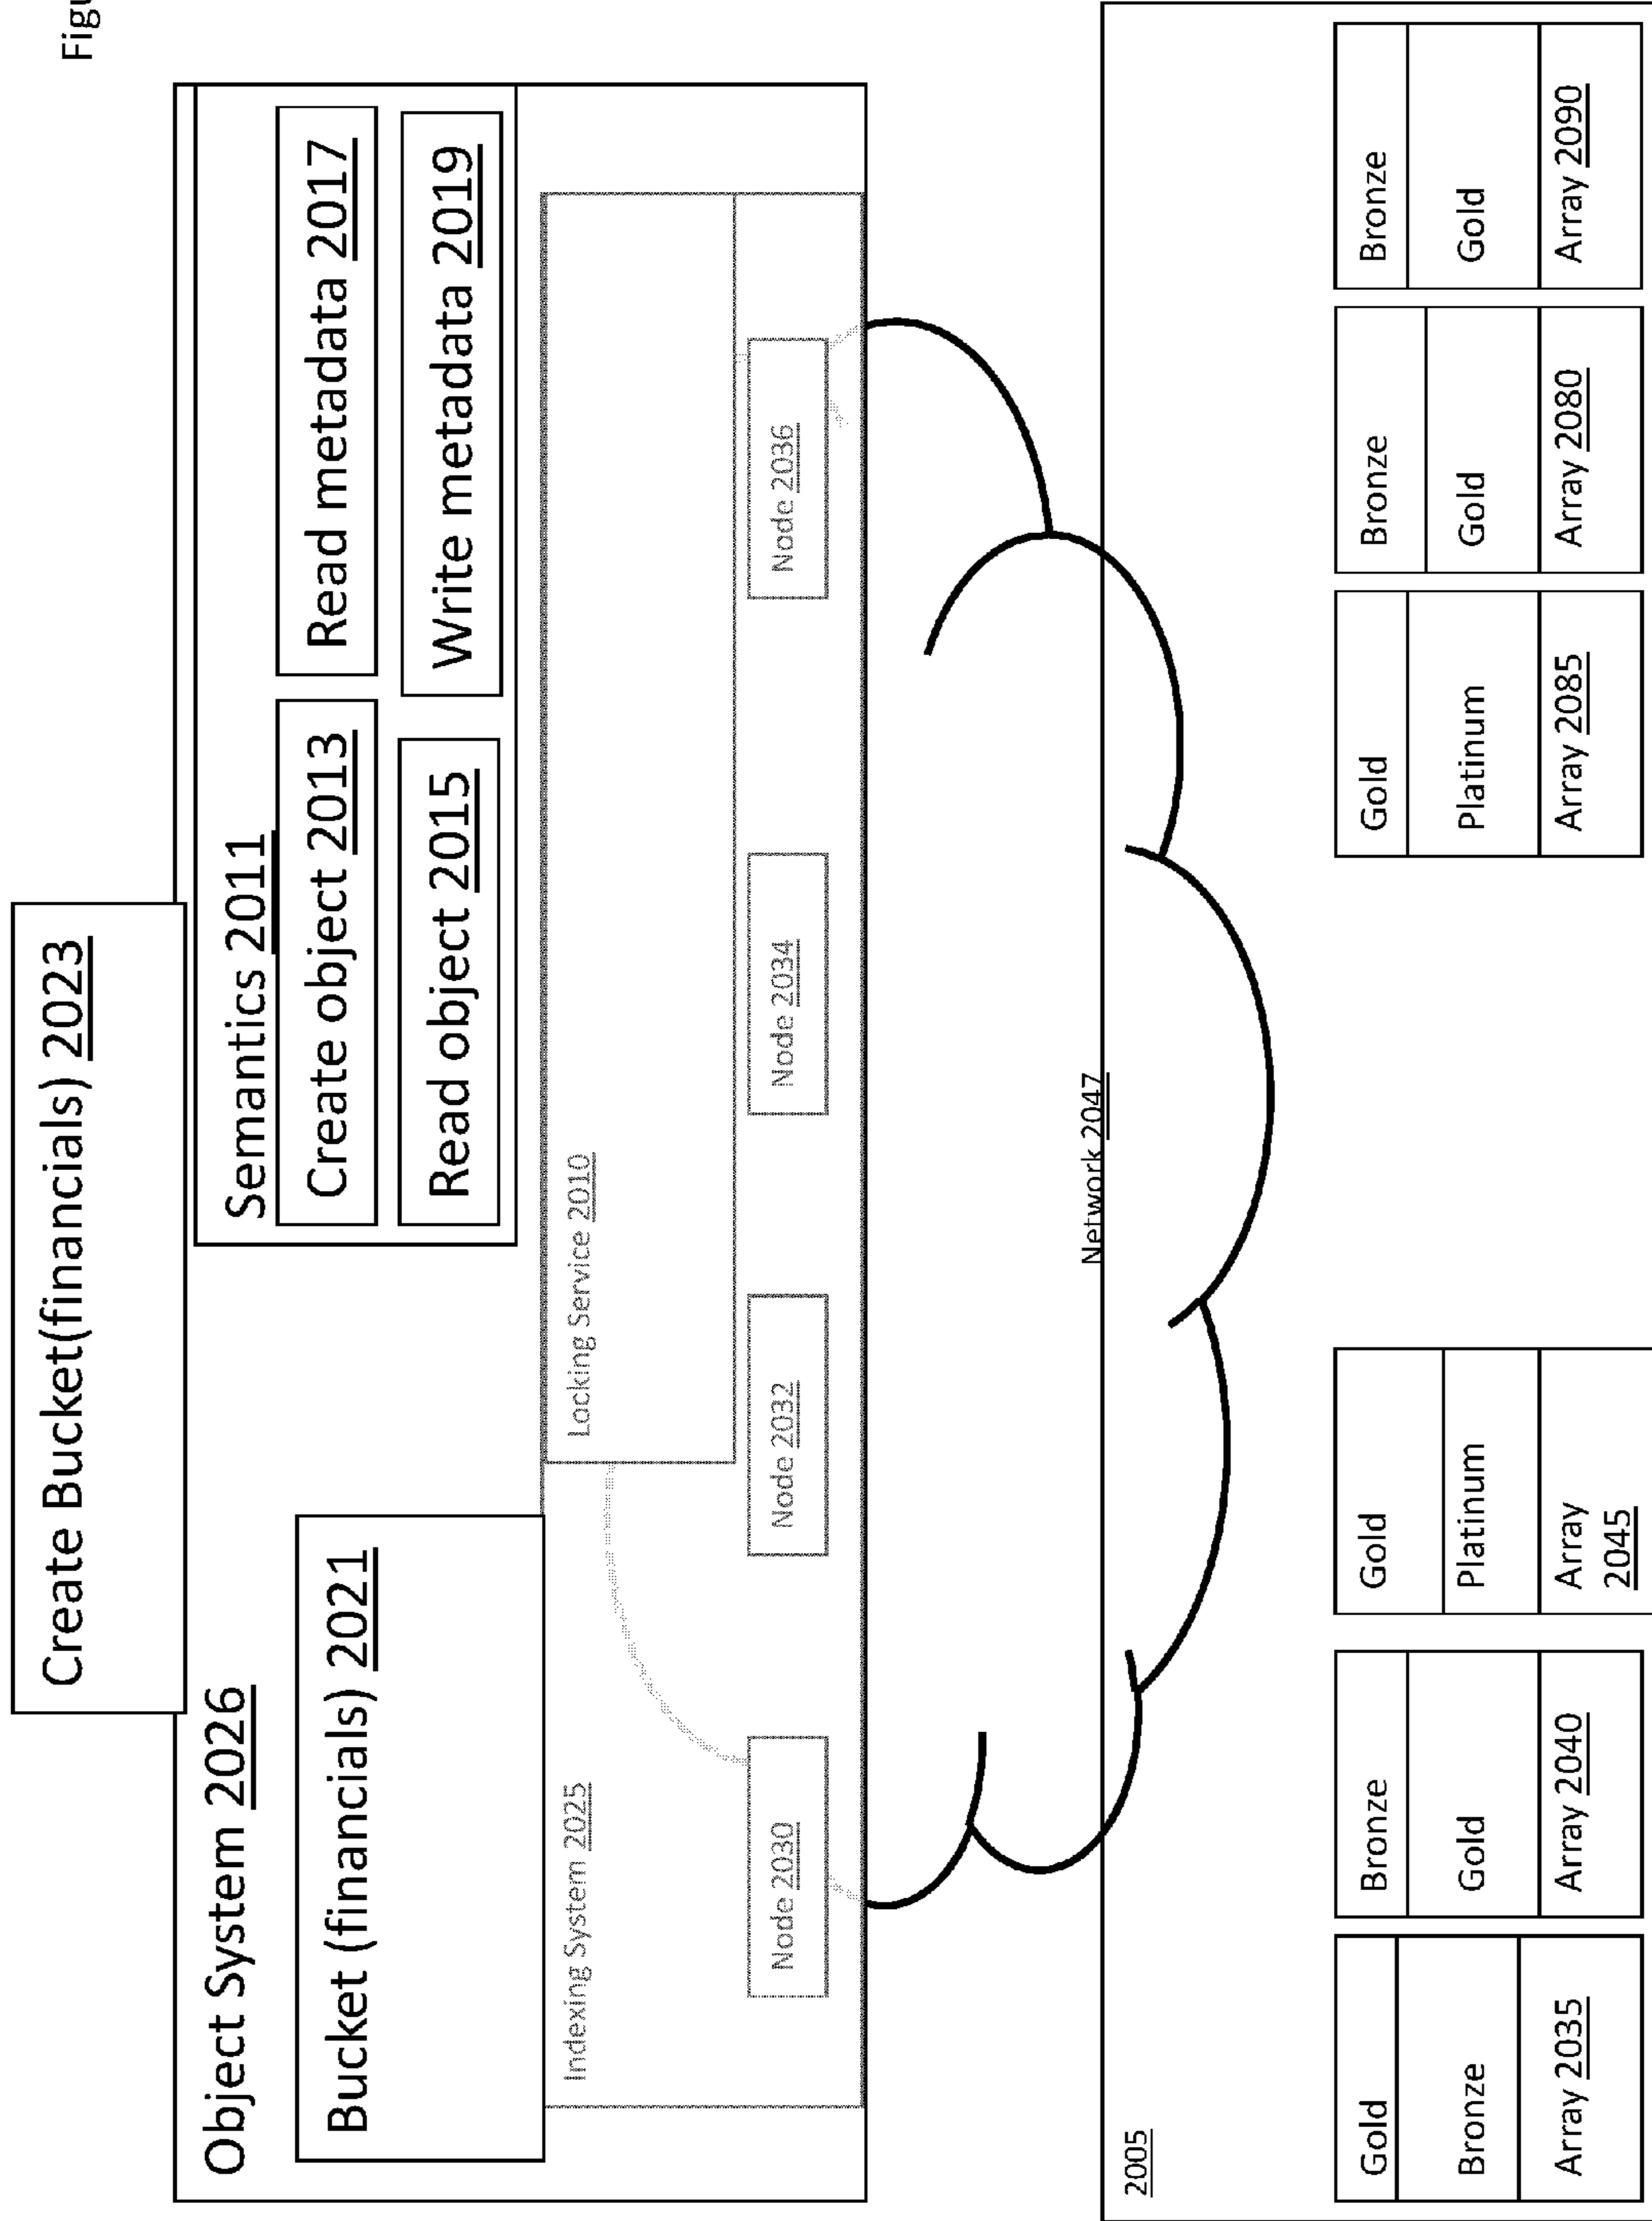 Create Bucket(financials) 2023
Object System 2026
Semantics 2011
Bucket (financials) 2021
Create object 2013
Read metadata 2017
Read object 2015
Write metadata 2019
Indexing System 2025
Locking Service 2010
Node 2030
Node 2032
Node 2034
Node 2036
Network 2047
2005
Gold
Bronze
Array 2035
Bronze
Gold
Array 2040
Gold
Platinum
Array
2045
Gold
Platinum
Array 2085
Bronze
Gold
Array 2080
Bronze
Gold
Array 2090